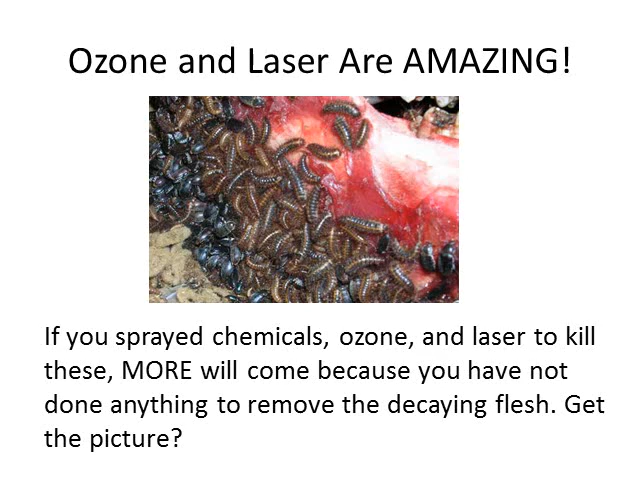 Ozone and Laser Are AMAZING!
If you sprayed chemicals, ozone, and laser to kill
these, MORE will come because you have not
done anything to remove the decaying flesh. Get
the picture?